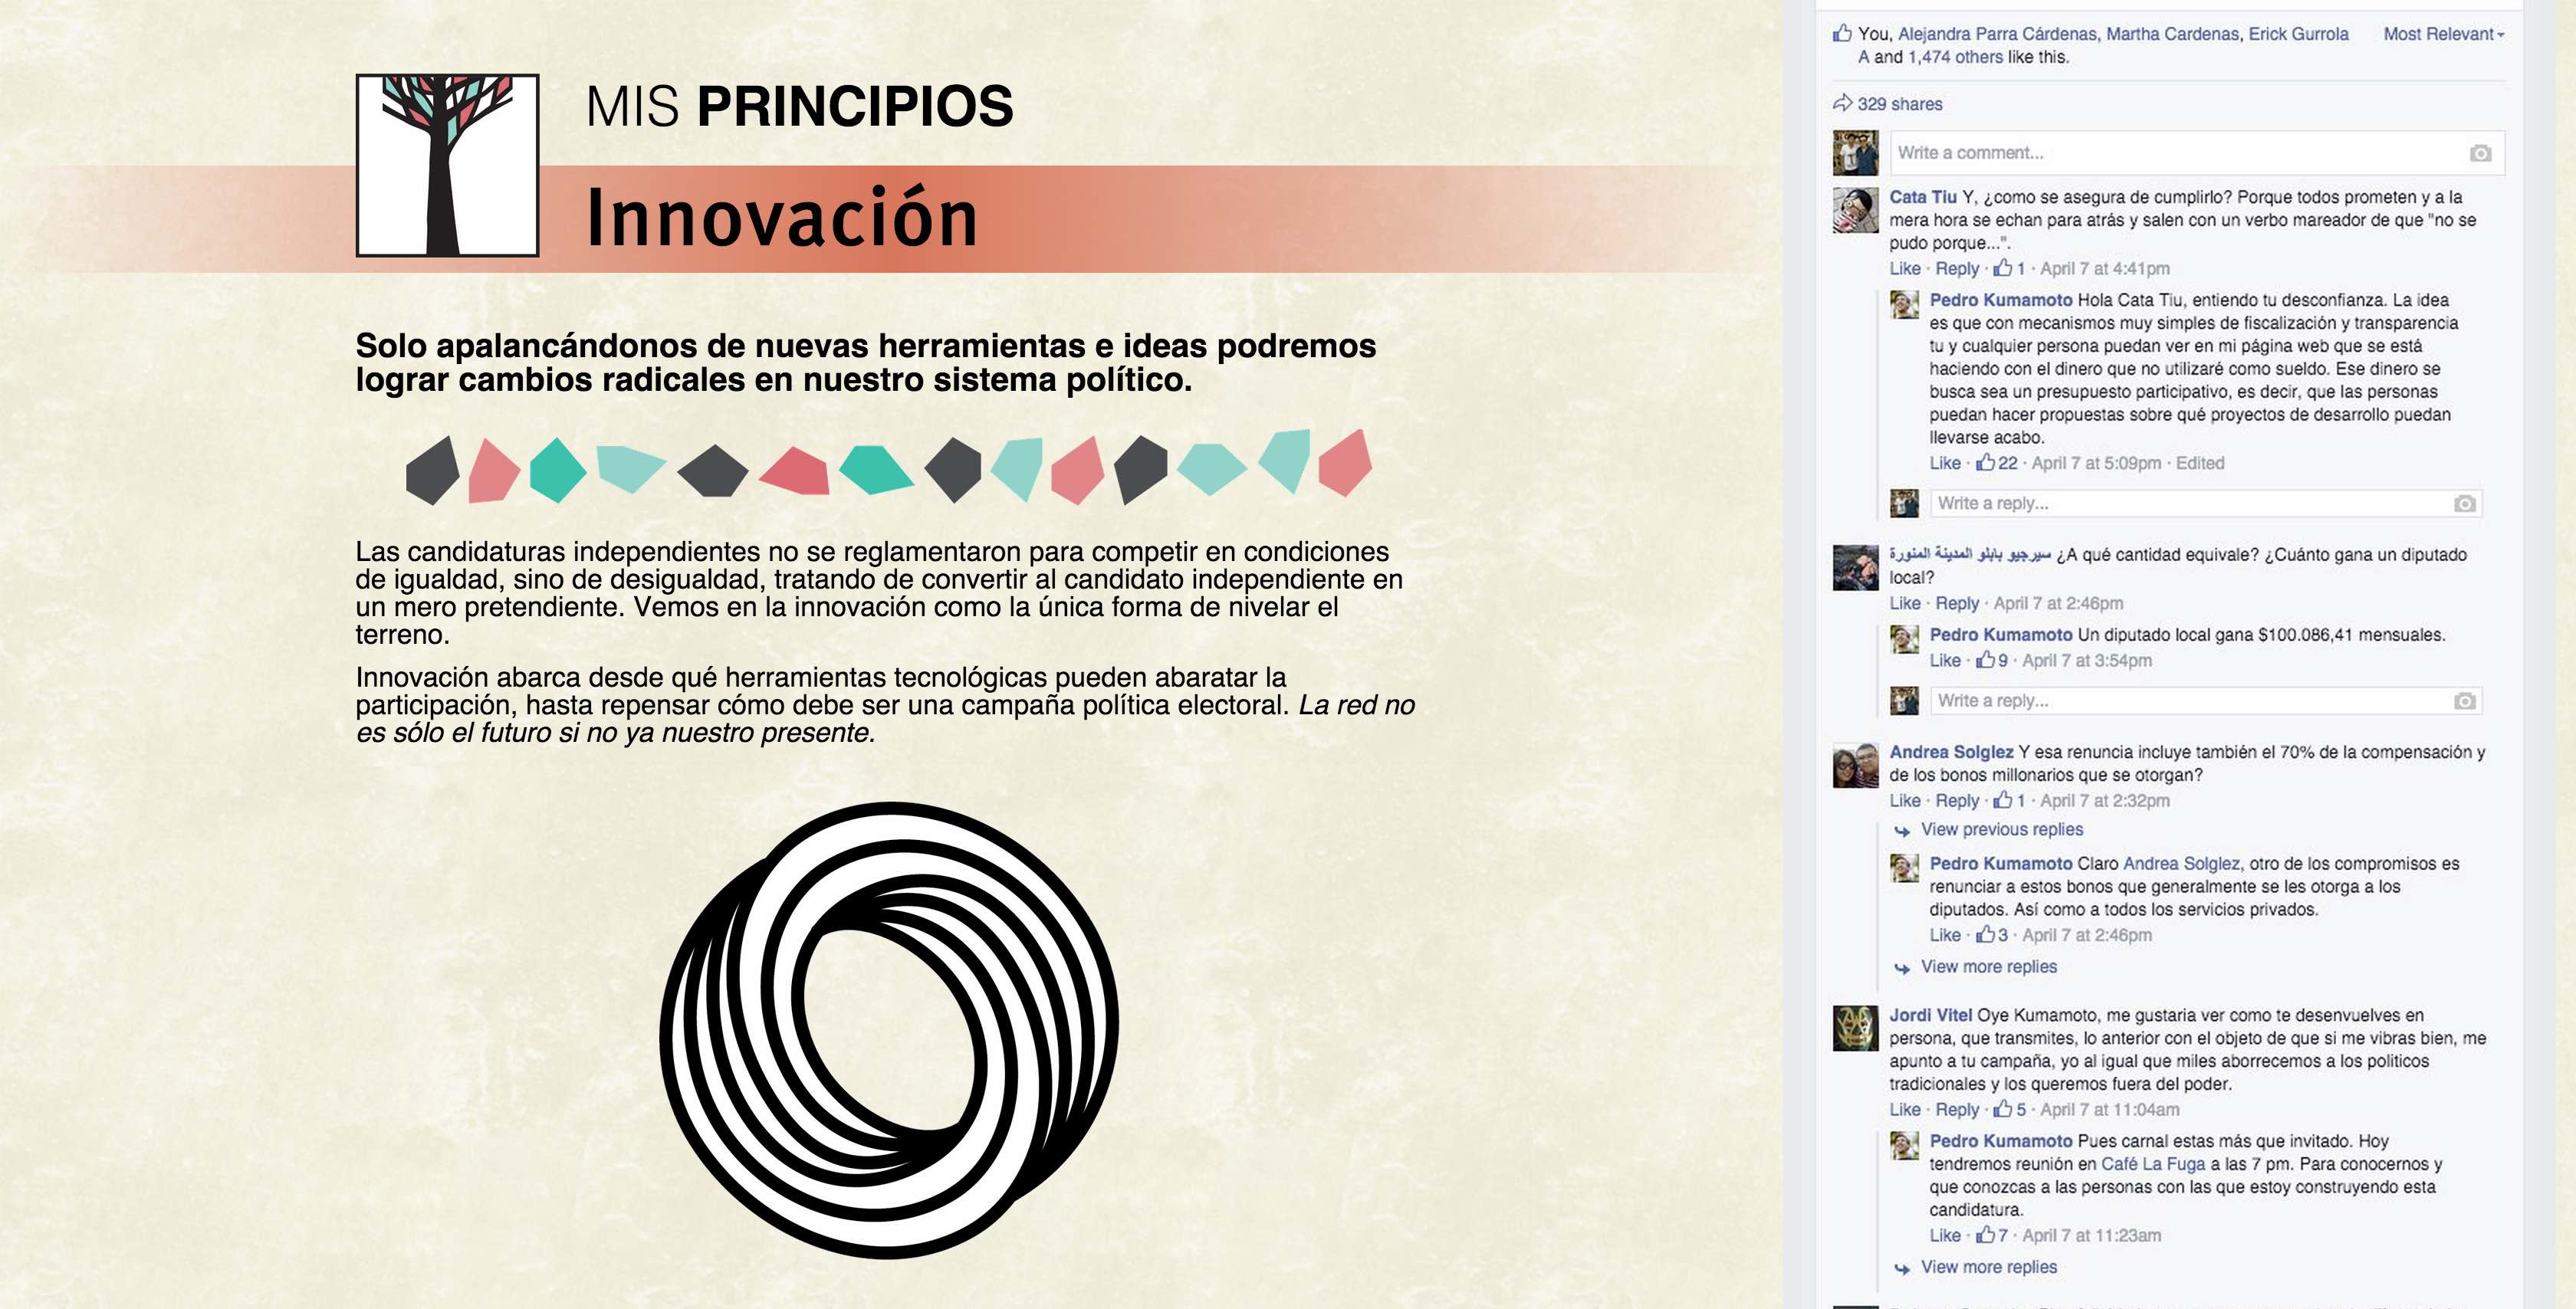 MIS PRINCIPIOS
Innovación
Solo apalancándonos de nuevas herramientas e ideas podremos
lograr cambios radicales en nuestro sistema político.
Las candidaturas independientes no se reglamentaron para competir en condiciones
de igualdad, sino de desigualdad, tratando de convertir al candidato independiente en
un mero pretendiente. Vemos en la innovación como la única forma de nivelar el
terreno.
Innovación abarca desde qué herramientas tecnológicas pueden abaratar la
participación, hasta repensar cómo debe ser una campaña política electoral. La red no
es sólo el futuro si no ya nuestro presente.
You, Alejandra Parra Cárdenas, Martha Cardenas, Erick Gurrola
A and 1,474 others like this.
Most Relevant
329 shares
Write a comment...
Cata Tiu Y, ¿como se asegura de cumplirlo? Porque todos prometen y a la
mera hora se echan para atrás y salen con un verbo mareador de que "no se
pudo porque...".
Like · Reply · 1 · April 7 at 4:41pm
Pedro Kumamoto Hola Cata Tiu, entiendo tu desconfianza. La idea
es que con mecanismos muy simples de fiscalización y transparencia
tu y cualquier persona puedan ver en mi página web que se está
haciendo con el dinero que no utilizaré como sueldo. Ese dinero se
busca sea un presupuesto participativo, es decir, que las personas
puedan hacer propuestas sobre qué proyectos de desarrollo puedan
llevarse acabo.
Like · 22 · April 7 at 5:09pm · Edited
Write a reply...
سيرجيو بابلو المدينة المنورة ¿A qué cantidad equivale? ¿Cuánto gana un diputado
local?
Like · Reply · April 7 at 2:46pm
Pedro Kumamoto Un diputado local gana $100.086,41 mensuales.
Like · 9 · April 7 at 3:54pm
Write a reply...
Andrea Solglez Y esa renuncia incluye también el 70% de la compensación y
de los bonos millonarios que se otorgan?
Like · Reply · 1 · April 7 at 2:32pm
View previous replies
Pedro Kumamoto Claro Andrea Solglez, otro de los compromisos es
renunciar a estos bonos que generalmente se les otorga a los
diputados. Así como a todos los servicios privados.
Like · 3 · April 7 at 2:46pm
View more replies
Jordi Vitel Oye Kumamoto, me gustaria ver como te desenvuelves en
persona, que transmites, lo anterior con el objeto de que si me vibras bien, me
apunto a tu campaña, yo al igual que miles aborrecemos a los politicos
tradicionales y los queremos fuera del poder.
Like · Reply · 5 · April 7 at 11:04am
Pedro Kumamoto Pues carnal estas más que invitado. Hoy
tendremos reunión en Café La Fuga a las 7 pm. Para conocernos y
que conozcas a las personas con las que estoy construyendo esta
candidatura.
Like · 7 · April 7 at 11:23am
View more replies